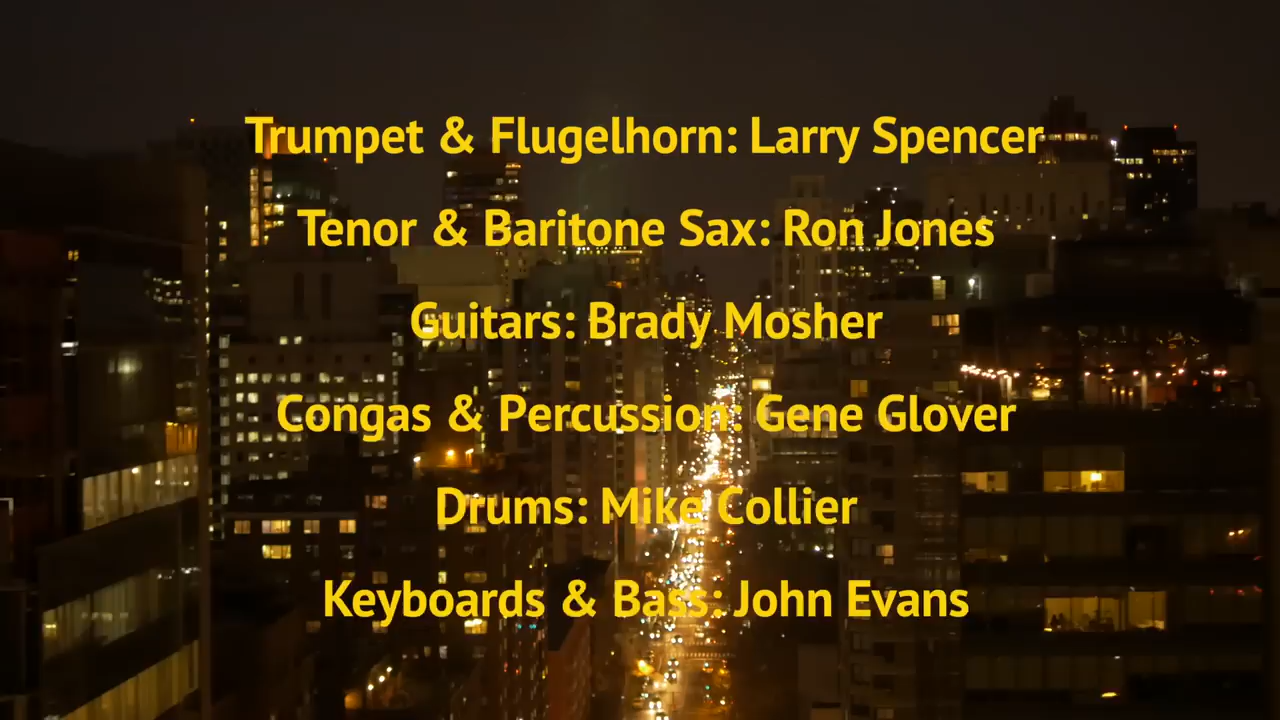 Trumpet & Flugelhorn: Larry Spencer
Tenor & Baritone Sax: Ron Jones
Guitars: Brady Mosher
Congas & Percussion: Gene Glover
Drums: Mike Collier
Keyboards & Bass: John Evans